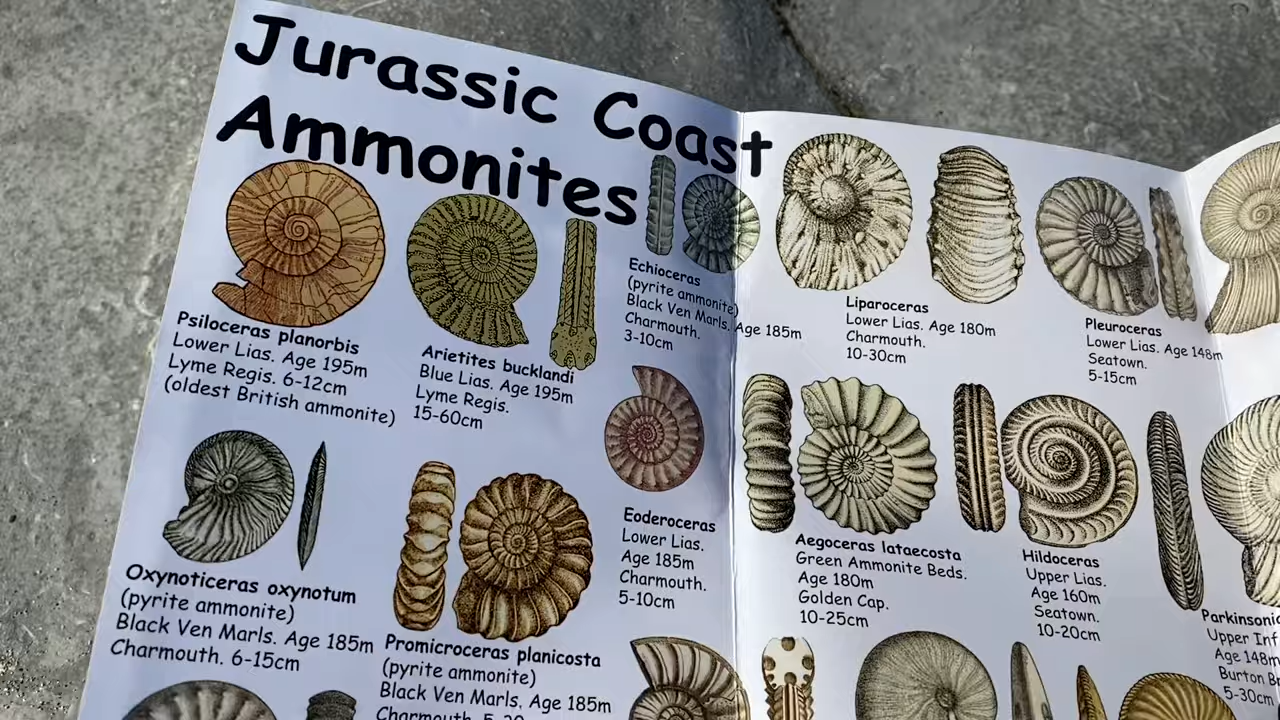 Jurassic Coast
Ammonites
Psiloceras planorbis
Lower Lias. Age 195m
Lyme Regis. 6-12cm
(oldest British ammonite)
Arietites bucklandi
Blue Lias. Age 195m
Lyme Regis.
15-60cm
Echioceras
(pyrite ammonite)
Black Ven Marls. Age 185m
Charmouth.
3-10cm
Liparoceras
Lower Lias. Age 180m
Charmouth.
10-30cm
Pleuroceras
Lower Lias. Age 148m
Seatown.
5-15cm
Oxynoticeras oxynotum
(pyrite ammonite)
Black Ven Marls. Age 185m
Charmouth. 6-15cm
Promicroceras planicosta
(pyrite ammonite)
Black Ven Marls. Age 185m
Charmouth.
Eoderoceras
Lower Lias.
Age 185m
Charmouth.
5-10cm
Aegoceras lataecosta
Green Ammonite Beds.
Age 180m
Golden Cap.
10-25cm
Hildoceras
Upper Lias.
Age 160m
Seatown.
10-20cm
Upper Inf
Age 148m
Burton B
5-30cm